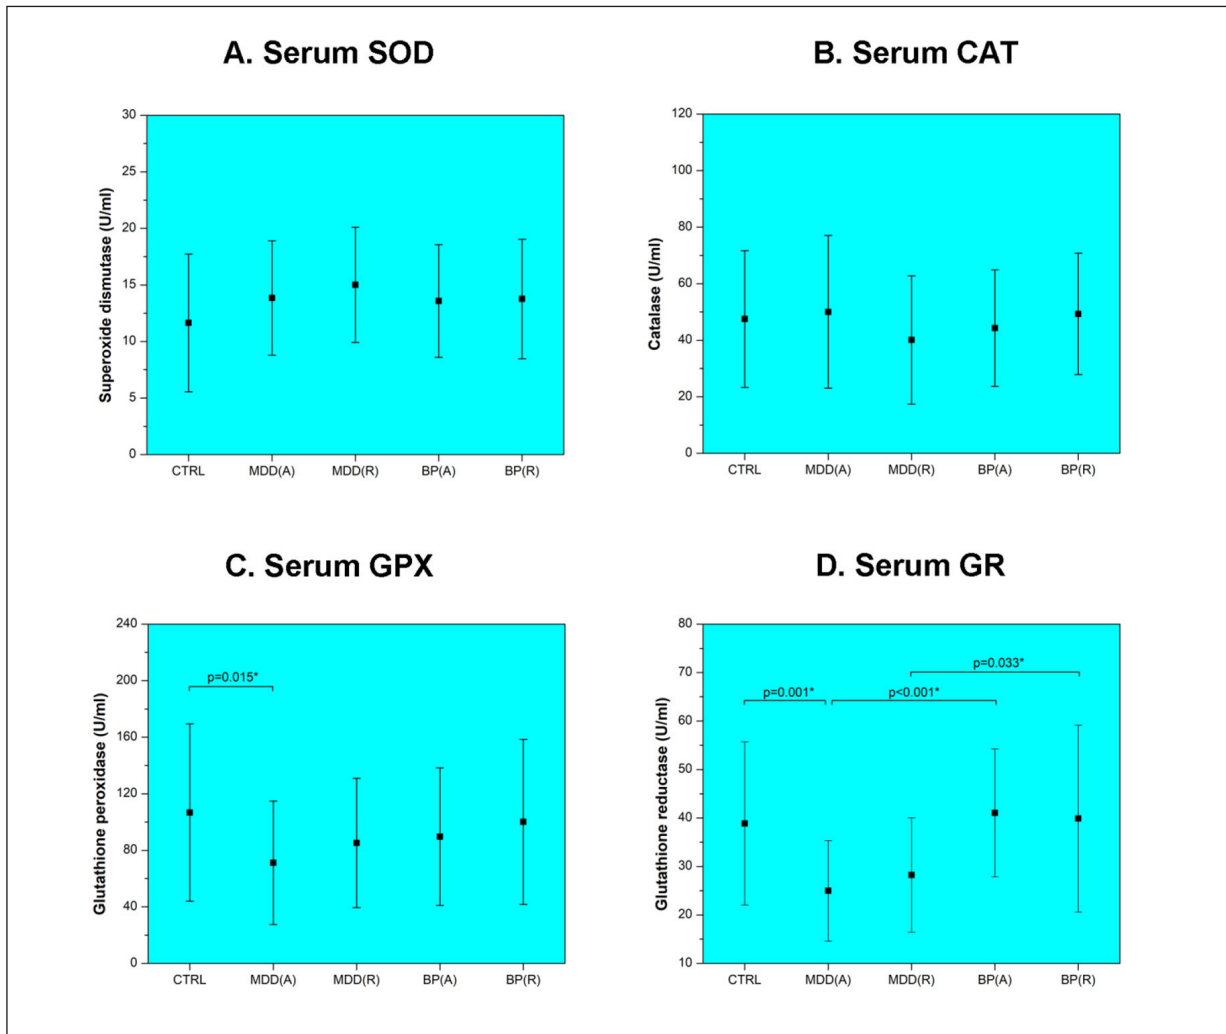 A. Serum SOD
Superoxide dismutase (U/ml)
30
25
20
15
10
5
0
CTRL MDD(A) MDD(R) BP(A) BP(R)
B. Serum CAT
Catalase (U/ml)
120
100
80
60
40
20
0
CTRL MDD(A) MDD(R) BP(A) BP(R)
C. Serum GPX
Glutathione peroxidase (U/ml)
240
200
160
120
80
40
0
p=0.015*
CTRL MDD(A) MDD(R) BP(A) BP(R)
D. Serum GR
Glutathione reductase (U/ml)
80
70
60
50
40
30
20
10
p=0.033*
p=0.001* p<0.001*
CTRL MDD(A) MDD(R) BP(A) BP(R)